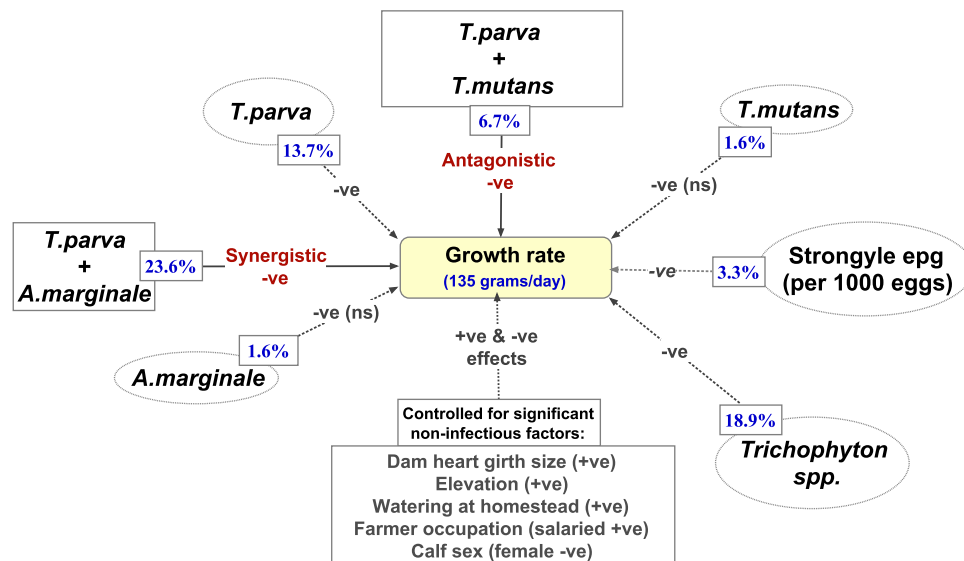 T.parva
+
T.mutans
6.7%
Antagonistic
-ve
T.parva
13.7%
-ve
T.mutans
1.6%
-ve (ns)
T.parva
+
A.marginale
23.6%
Synergistic
-ve
Growth rate
(135 grams/day)
Strongyle epg
(per 1000 eggs)
3.3%
-ve
A.marginale
1.6%
-ve (ns)
+ve & -ve
effects
Trichophyton
spp.
18.9%
-ve
Controlled for significant
non-infectious factors:
Dam heart girth size (+ve)
Elevation (+ve)
Watering at homestead (+ve)
Farmer occupation (salaried +ve)
Calf sex (female -ve)